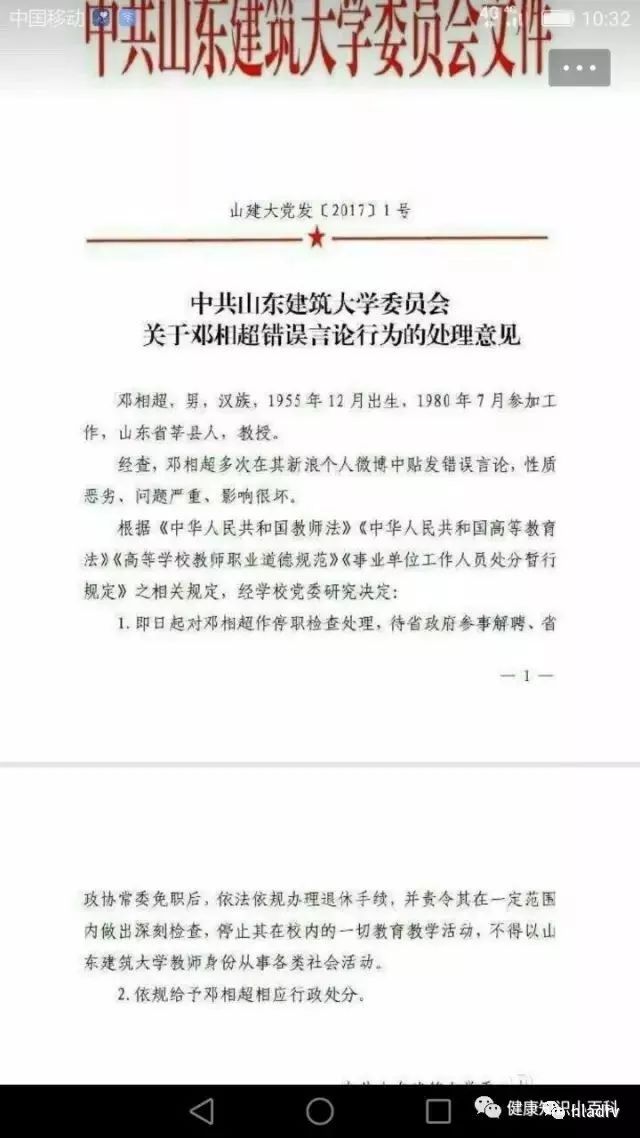 中国移动
4G
10:32
中共山东建筑大学委员会文件
山建大党发〔2017〕1号
中共山东建筑大学委员会
关于邓相超错误言论行为的处理意见
邓相超，男，汉族，1955年12月出生，1980年7月参加工
作，山东省莘县人，教授。
经查，邓相超多次在其新浪个人微博中贴发错误言论，性质
恶劣、问题严重、影响很坏。
根据《中华人民共和国教师法》《中华人民共和国高等教育
法》《高等学校教师职业道德规范》《事业单位工作人员处分暂行
规定》之相关规定，经学校党委研究决定：
1.即日起对邓相超作停职检查处理，待省政府参事解聘、省
— 1 —
政协常委免职后，依法依规办理退休手续，并责令其在一定范围
内做出深刻检查，停止其在校内的一切教育教学活动，不得以山
东建筑大学教师身份从事各类社会活动。
2.依规给予邓相超相应行政处分。
中共山东建筑大学委
健康知识小百科
hladfv